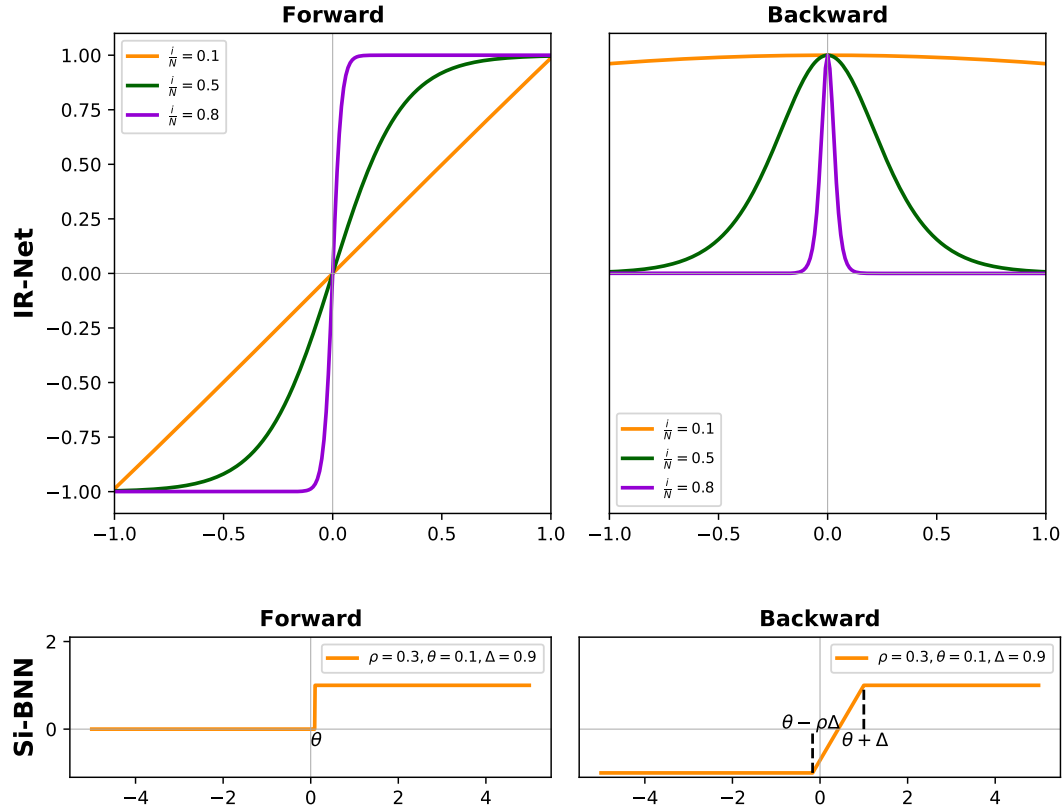 Forward
Backward
IR-Net
i/N = 0.1
i/N = 0.5
i/N = 0.8
1.00
0.75
0.50
0.25
0.00
−0.25
−0.50
−0.75
−1.00
−1.0
−0.5
0.0
0.5
1.0
i/N = 0.1
i/N = 0.5
i/N = 0.8
−1.0
−0.5
0.0
0.5
1.0
Forward
Backward
Si-BNN
2
0
ρ = 0.3, θ = 0.1, Δ = 0.9
θ
−4
−2
0
2
4
ρ = 0.3, θ = 0.1, Δ = 0.9
θ − ρΔ
θ + Δ
−4
−2
0
2
4